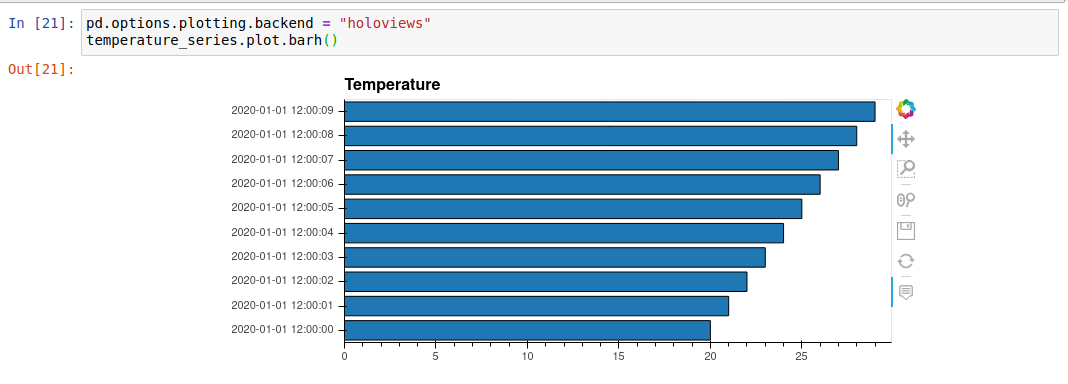 In [21]: pd.options.plotting.backend = "holoviews"
temperature_series.plot.barh()
Out[21]:
Temperature
2020-01-01 12:00:09
2020-01-01 12:00:08
2020-01-01 12:00:07
2020-01-01 12:00:06
2020-01-01 12:00:05
2020-01-01 12:00:04
2020-01-01 12:00:03
2020-01-01 12:00:02
2020-01-01 12:00:01
2020-01-01 12:00:00
0 5 10 15 20 25